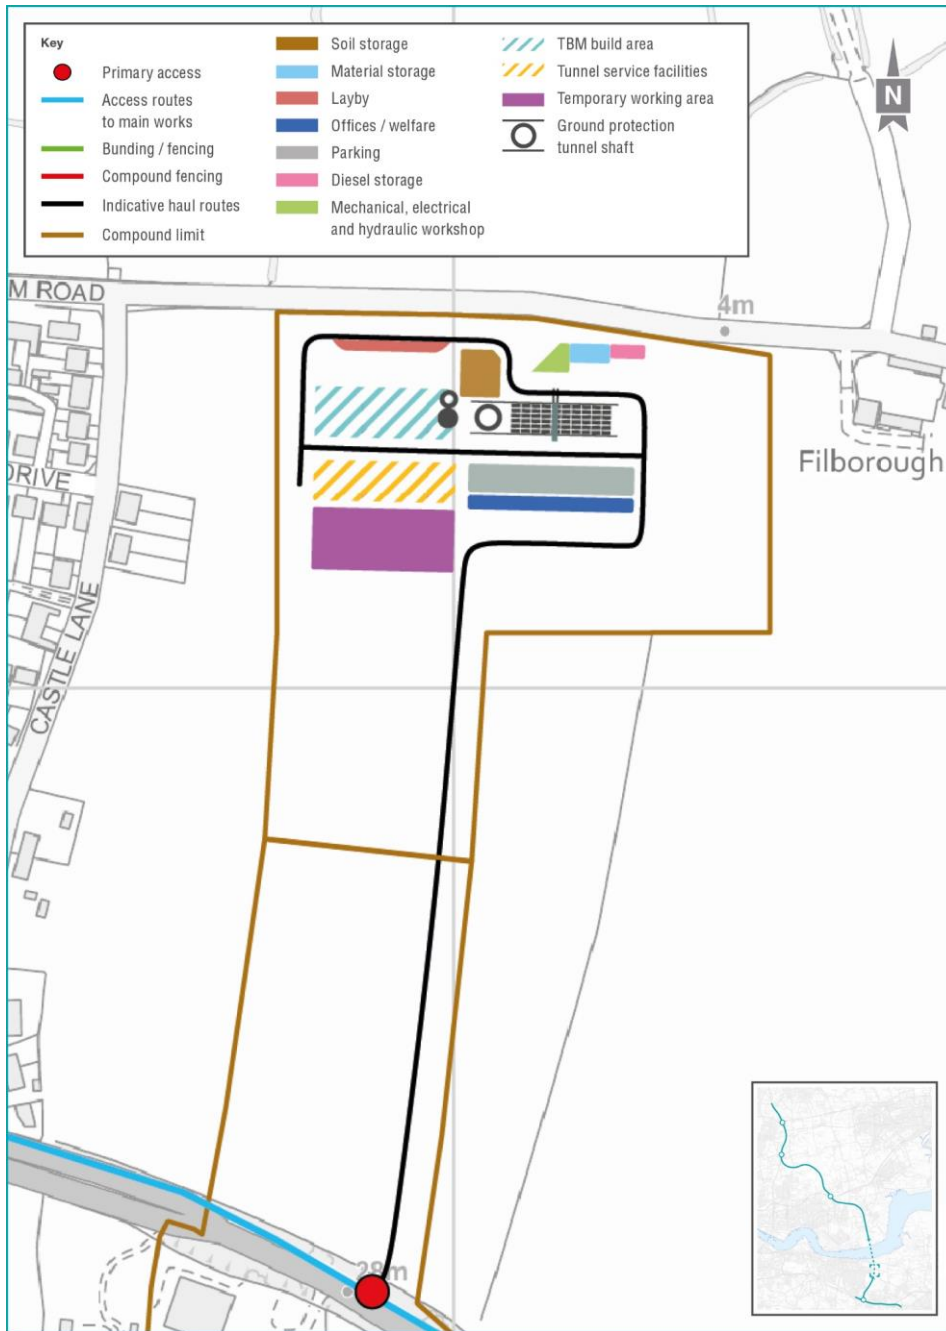 Key
Primary access
Access routes
to main works
Bunding / fencing
Compound fencing
Indicative haul routes
Compound limit
Soil storage
Material storage
Layby
Offices / welfare
Parking
Diesel storage
Mechanical, electrical
and hydraulic workshop
TBM build area
Tunnel service facilities
Temporary working area
Ground protection
tunnel shaft
N
M ROAD
4m
Filborough
DRIVE
CASTLE LANE
28m